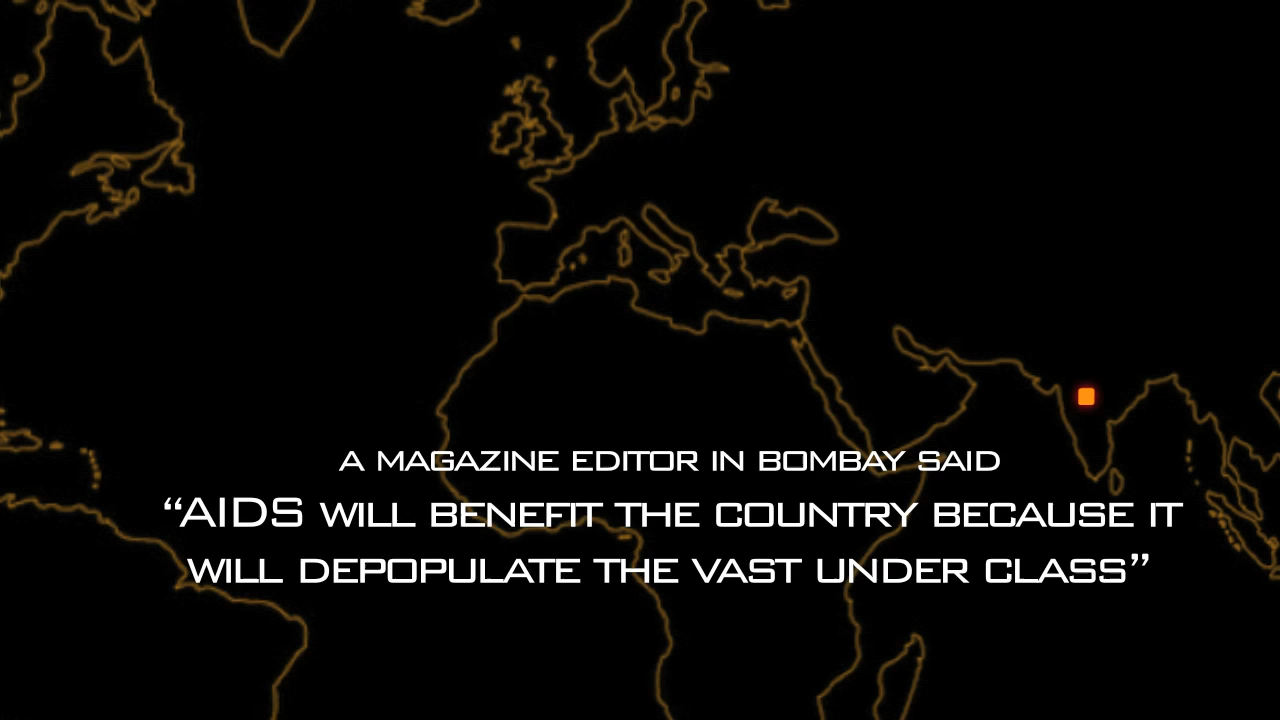 A MAGAZINE EDITOR IN BOMBAY SAID
“AIDS WILL BENEFIT THE COUNTRY BECAUSE IT
WILL DEPOPULATE THE VAST UNDER CLASS”